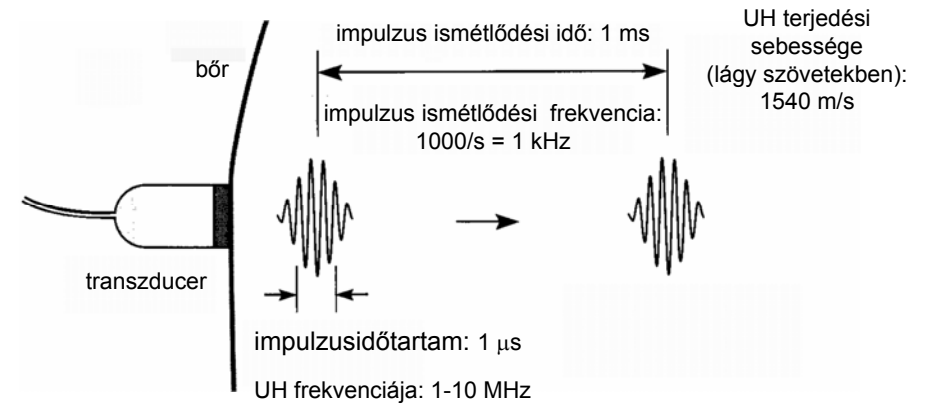 impulzus ismétlődési idő: 1 ms
UH terjedési
sebessége
(lágy szövetekben):
1540 m/s
bőr
impulzus ismétlődési  frekvencia:
1000/s = 1 kHz
transzducer
impulzusidőtartam: 1 μs
UH frekvenciája: 1-10 MHz